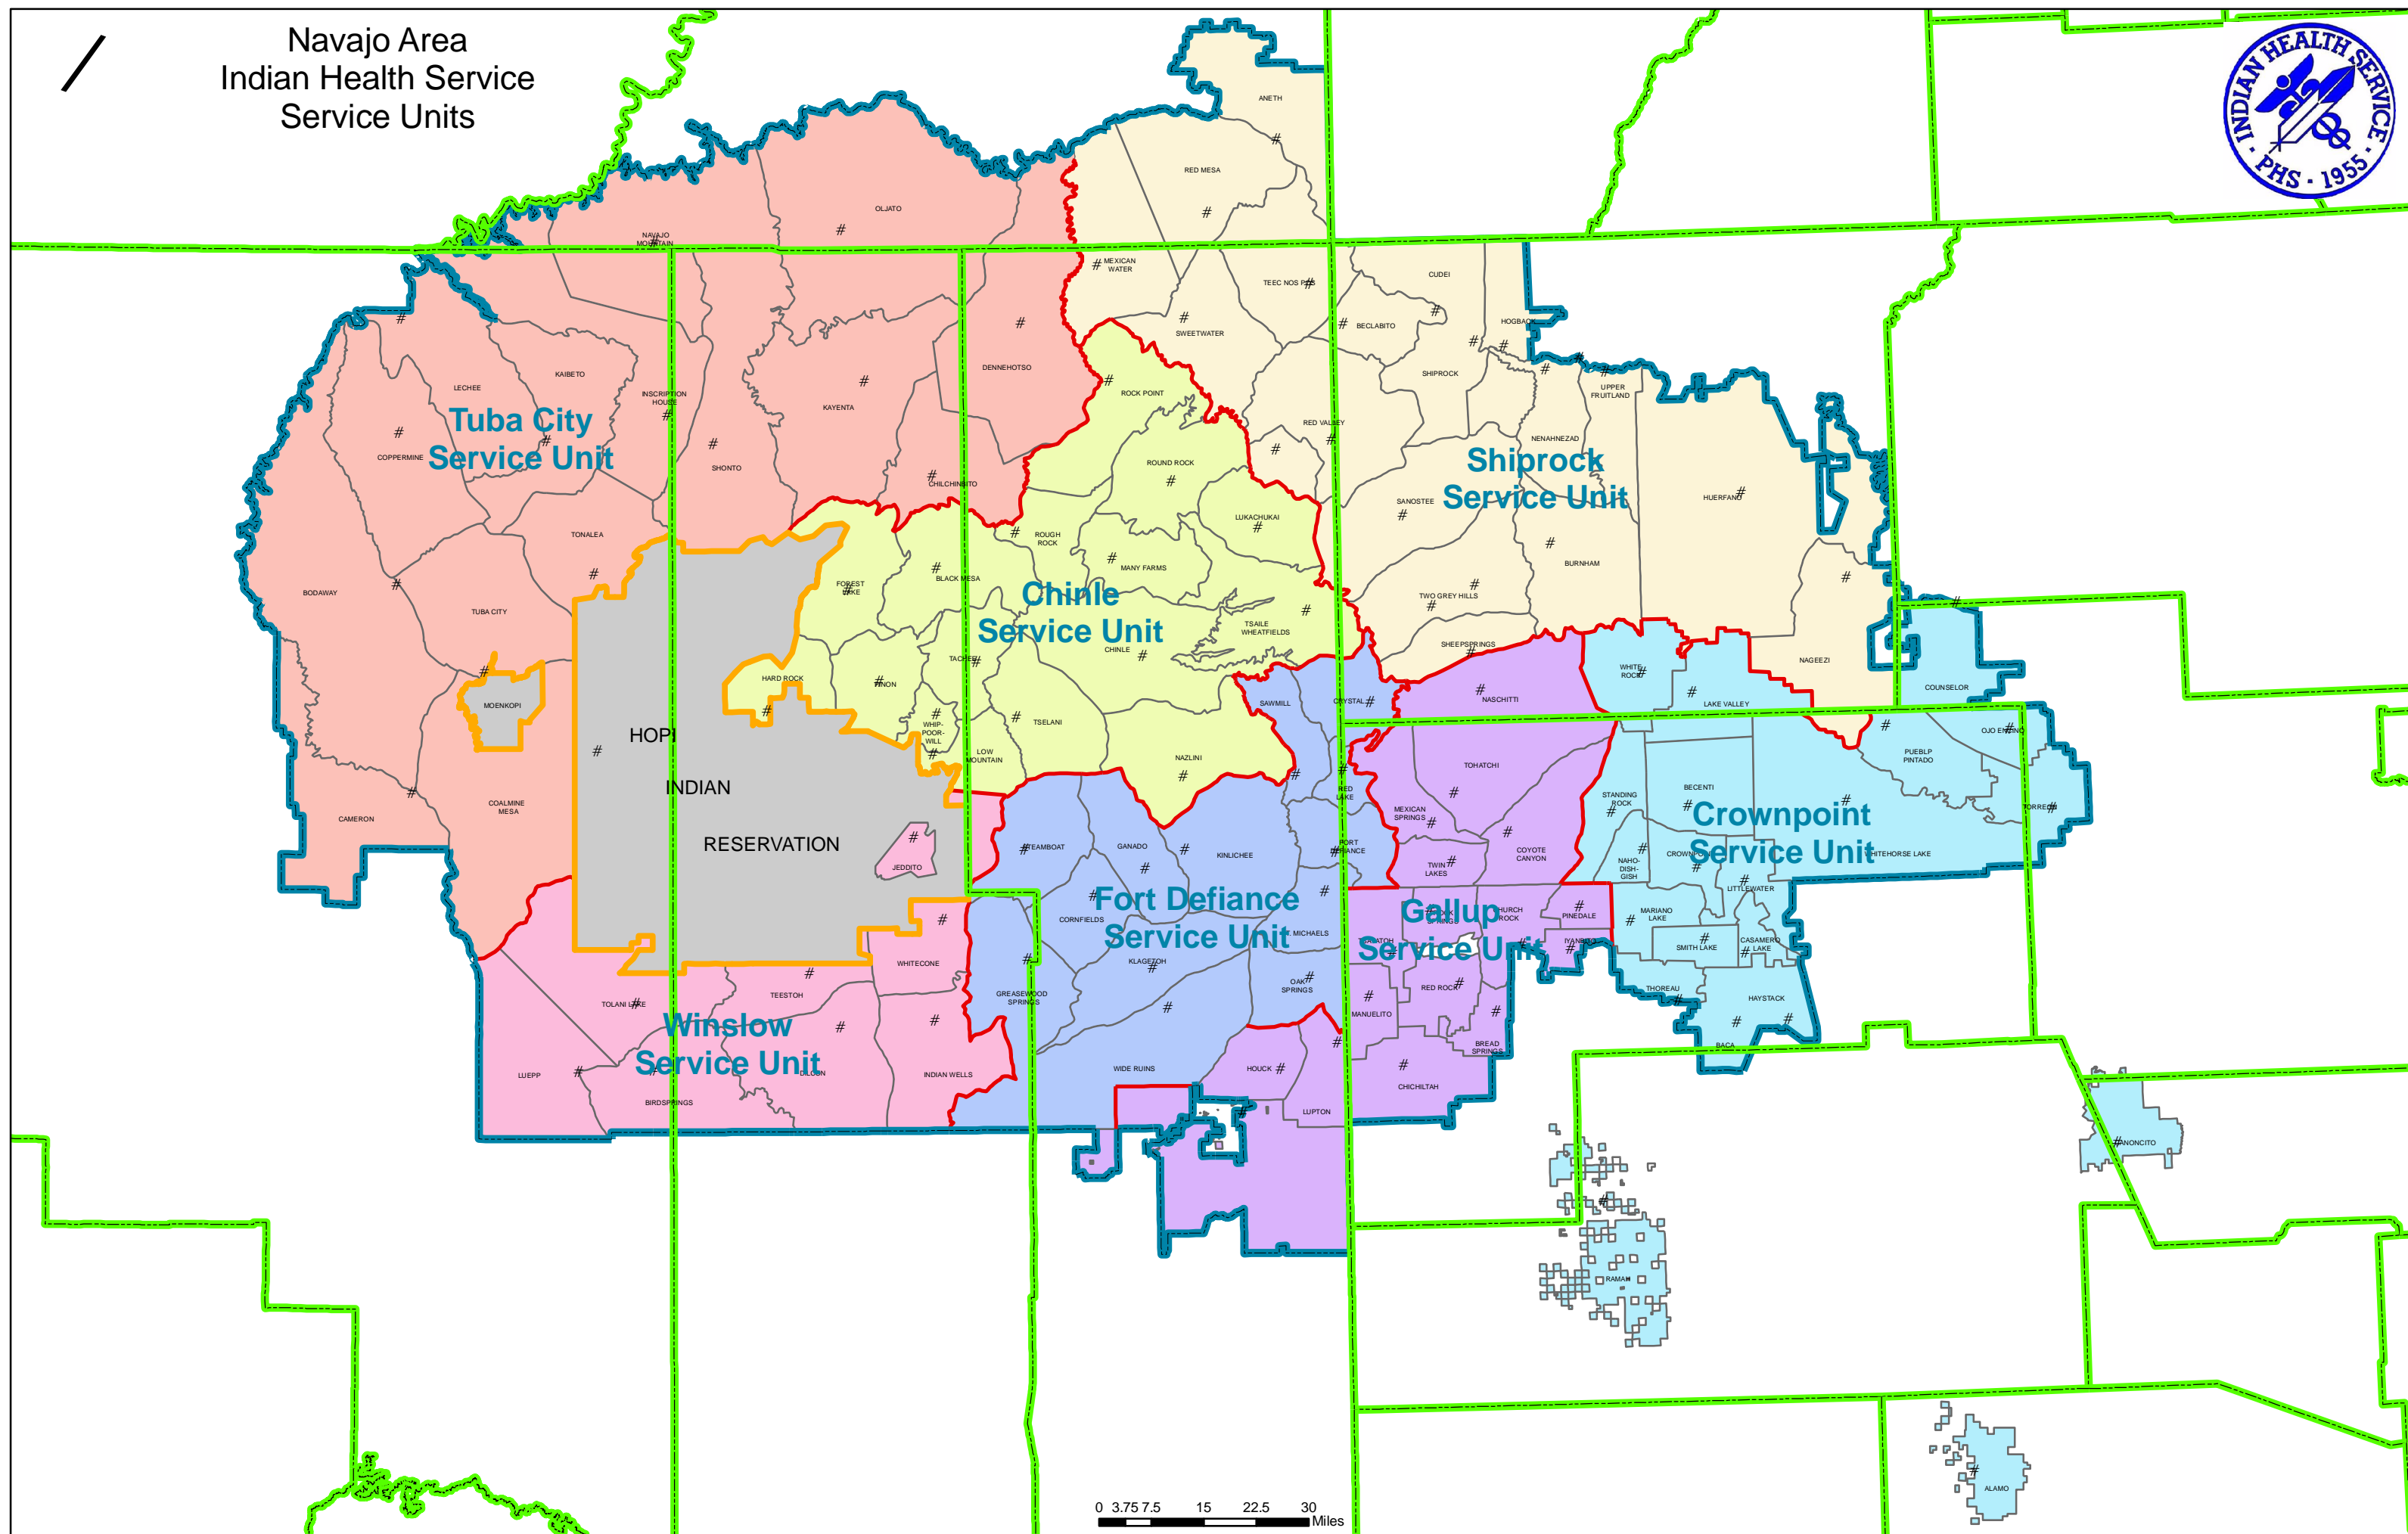 Navajo Area
Indian Health Service
Service Units
INDIAN HEALTH SERVICE
PHS · 1955
ANETH
RED MESA
OLJATO
NAVAJO
MOUNTAIN
MEXICAN
WATER
TEEC NOS POS
CUDEI
SWEETWATER
BECLABITO
HOGBACK
LECHEE
KAIBETO
DENNEHOTSO
SHIPROCK
UPPER
FRUITLAND
INSCRIPTION
HOUSE
KAYENTA
ROCK POINT
RED VALLEY
NENAHNEZAD
Tuba City
Service Unit
COPPERMINE
SHONTO
CHILCHINBITO
ROUND ROCK
Shiprock
Service Unit
SANOSTEE
HUERFANO
LUKACHUKAI
TONALEA
ROUGH
ROCK
MANY FARMS
BURNHAM
BODAWAY
FOREST
LAKE
BLACK MESA
Chinle
Service Unit
TWO GREY HILLS
TUBA CITY
TSAILE
WHEATFIELDS
CHINLE
SHEEPSPRINGS
TACHEE
HARD ROCK
PINON
WHITE
ROCK
NAGEEZI
COUNSELOR
MOENKOPI
SAWMILL
CRYSTAL
NASCHITTI
LAKE VALLEY
HOPI
WHIP-
POOR-
WILL
TSELANI
LOW
MOUNTAIN
NAZLINI
TOHATCHI
OJO ENCINO
PUEBLP
PINTADO
INDIAN
RED
LAKE
BECENTI
STANDING
ROCK
COALMINE
MESA
CAMERON
MEXICAN
SPRINGS
TORREON
Crownpoint
Service Unit
RESERVATION
STEAMBOAT
GANADO
KINLICHEE
FORT
DEFIANCE
COYOTE
CANYON
TWIN
LAKES
NAHO-
DISH-
GISH
CROWNPOINT
WHITEHORSE LAKE
JEDDITO
LITTLEWATER
Fort Defiance
Service Unit
CORNFIELDS
ST. MICHAELS
Gallup
Service Unit
ROCK
SPRINGS
CHURCH
ROCK
PINEDALE
MARIANO
LAKE
IYANBITO
SMITH LAKE
CASAMERO
LAKE
WHITECONE
KLAGETOH
OAK
SPRINGS
RED ROCK
THOREAU
HAYSTACK
TOLANI LAKE
TEESTOH
GREASEWOOD
SPRINGS
MANUELITO
Winslow
Service Unit
BREAD
SPRINGS
BACA
LUEPP
DILCON
INDIAN WELLS
WIDE RUINS
HOUCK
CHICHILTAH
BIRDSPRINGS
LUPTON
RAMAH
ALAMO
0 3.75 7.5 15 22.5 30
Miles